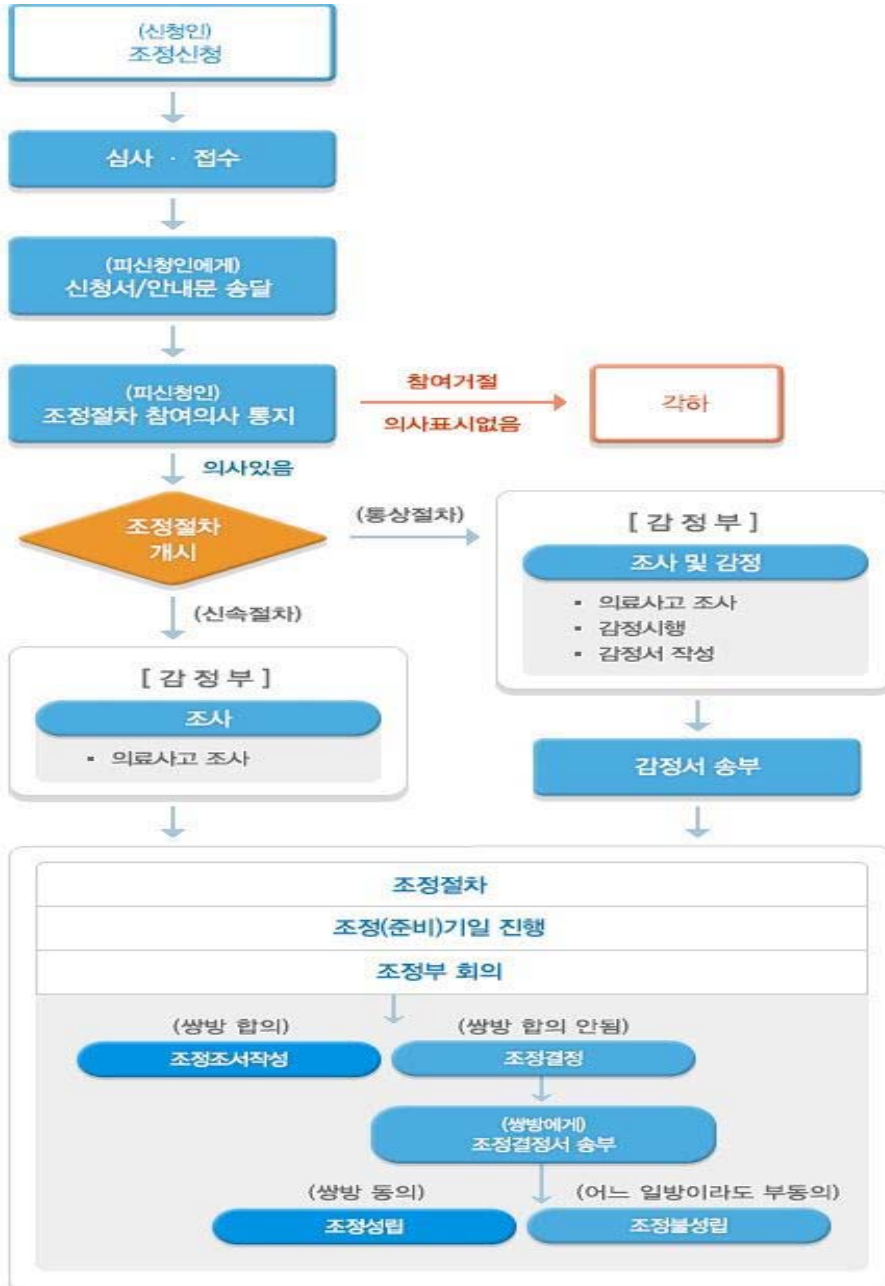 (신청인)
조정신청
심사 · 접수
(피신청인에게)
신청서/안내문 송달
(피신청인)
조정절차 참여의사 통지
참여거절
의사표시없음
각하
의사있음
조정절차
개시
(통상절차)
[ 감 정 부 ]
조사 및 감정
▪ 의료사고 조사
▪ 감정시행
▪ 감정서 작성
(신속절차)
[ 감 정 부 ]
조사
▪ 의료사고 조사
감정서 송부
조정절차
조정(준비)기일 진행
조정부 회의
(쌍방 합의)
조정조서작성
(쌍방 합의 안됨)
조정결정
(쌍방에게)
조정결정서 송부
(쌍방 동의)
조정성립
(어느 일방이라도 부동의)
조정불성립